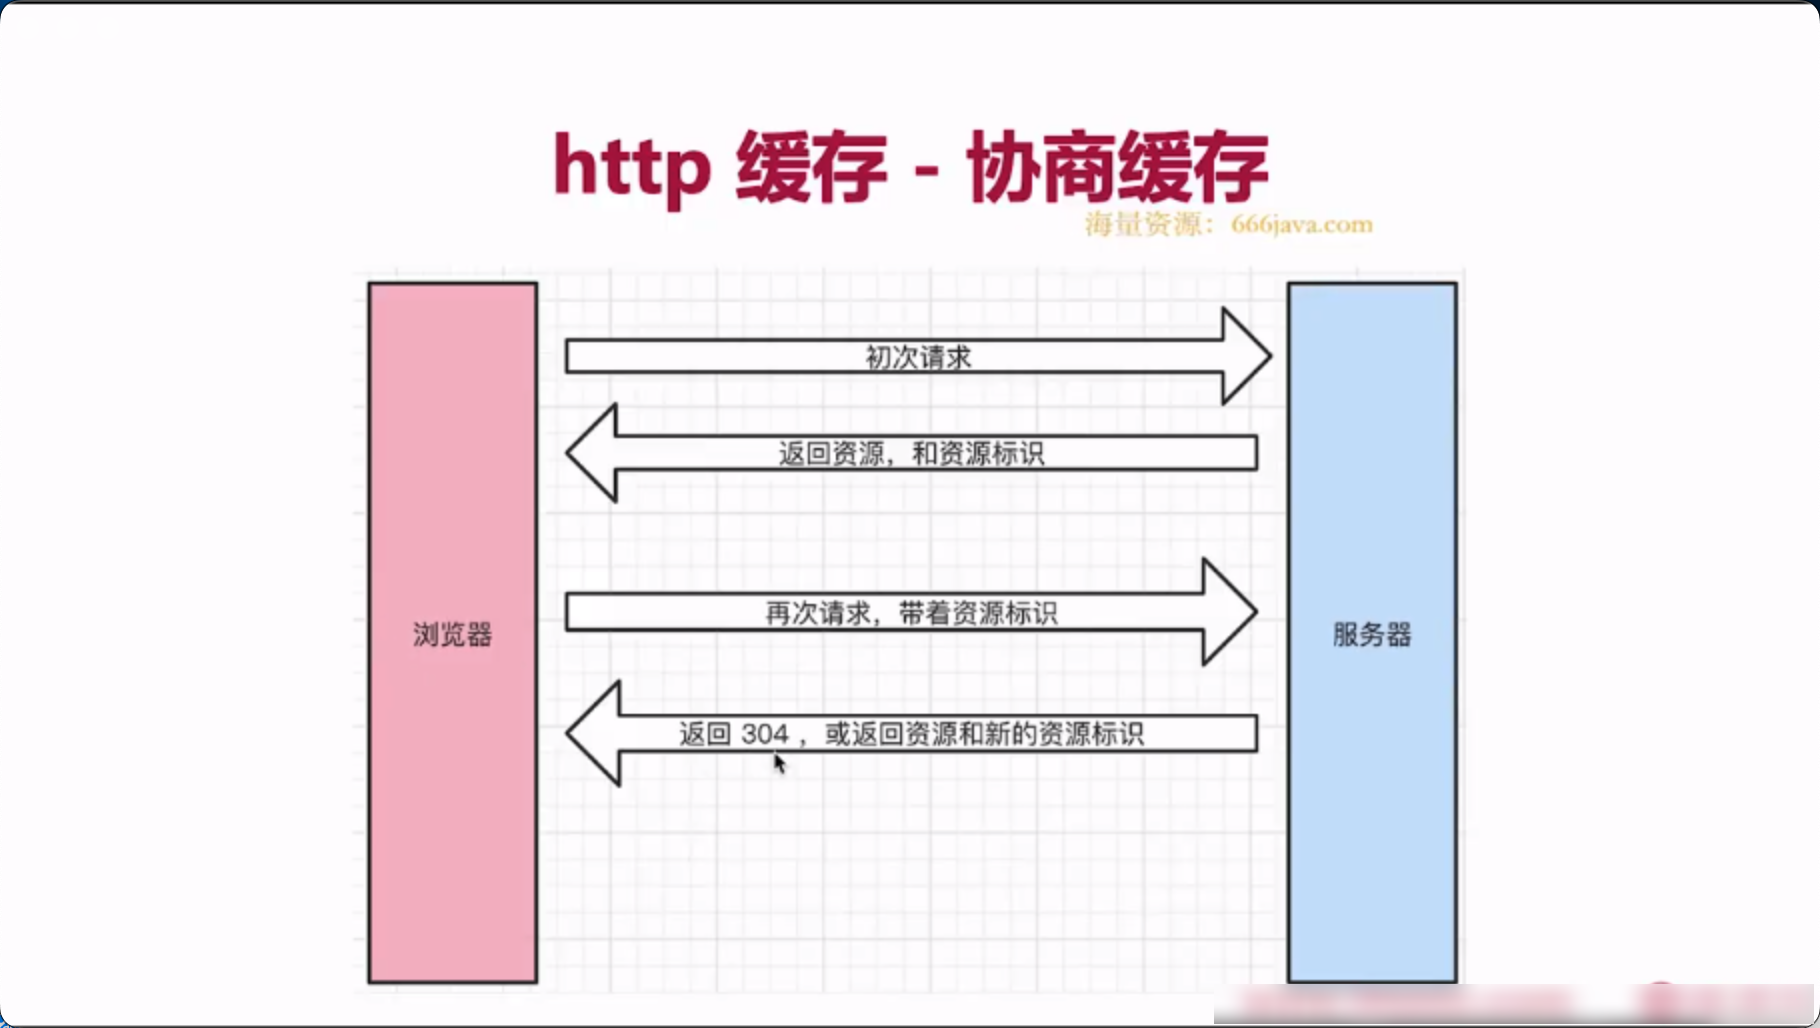 http 缓存 - 协商缓存
海量资源：666java.com
初次请求
返回资源，和资源标识
再次请求，带着资源标识
浏览器
服务器
返回 304 ，或返回资源和新的资源标识